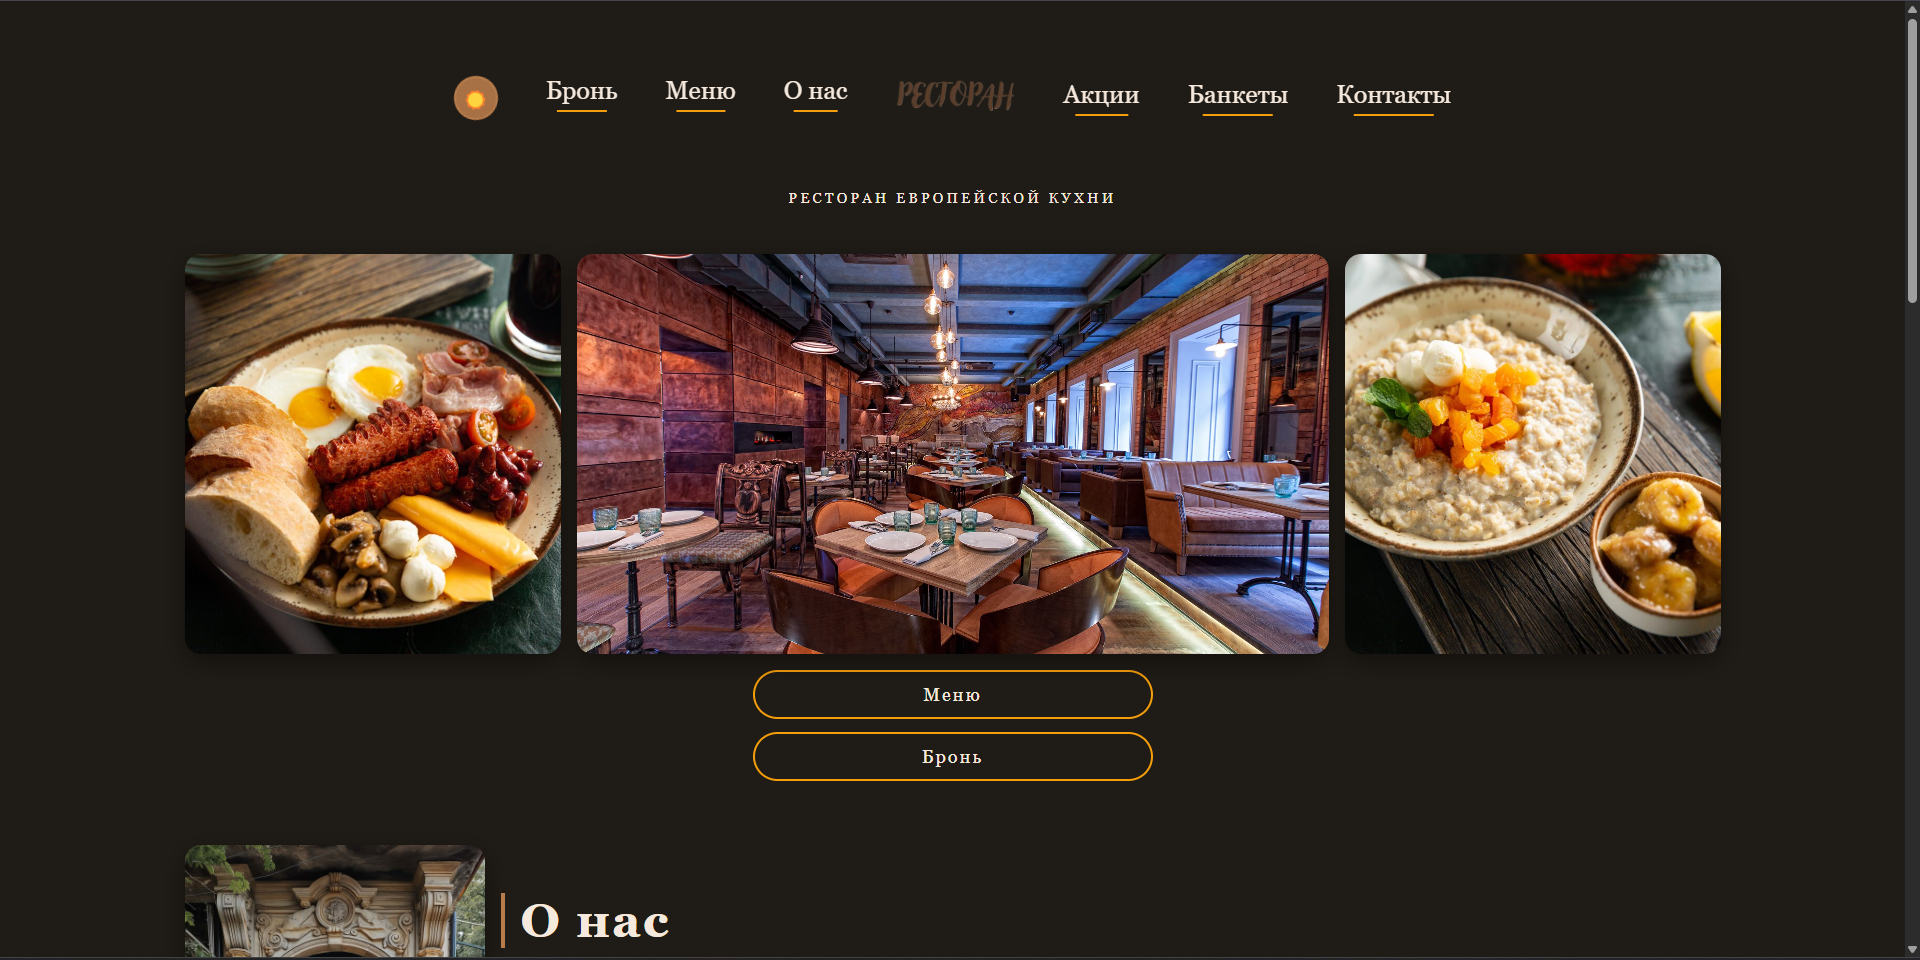 Бронь Меню О нас РЕСТОРАН Акции Банкеты Контакты
РЕСТОРАН ЕВРОПЕЙСКОЙ КУХНИ
Меню
Бронь
О нас